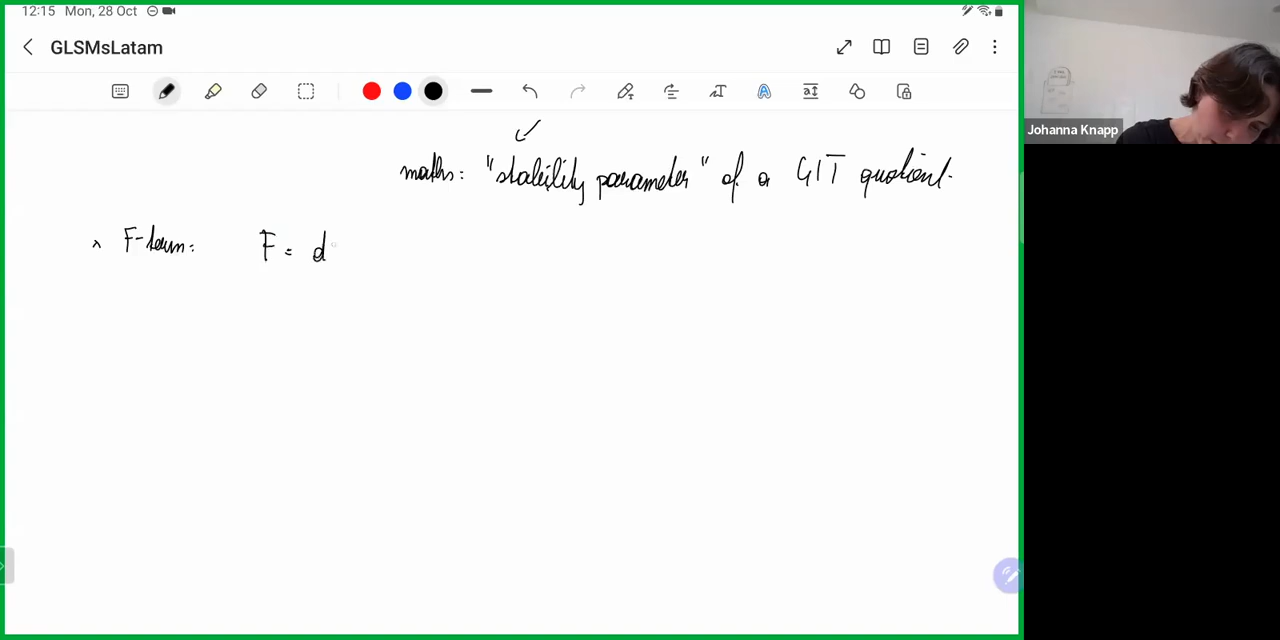 12:15 Mon, 28 Oct
GLSMsLatam
Johanna Knapp
maths: "stability parameter" of a GIT quotient.
F-term: F = d